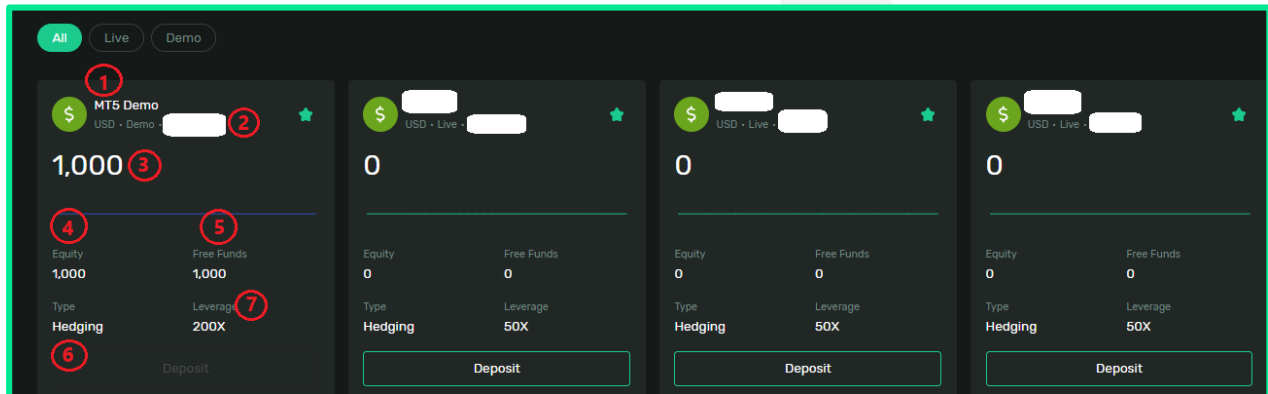 All Live Demo
1
MT5 Demo
USD • Demo • 2
1,000 3
4 5
Equity Free Funds
1,000 1,000
Type Leverage 7
Hedging 200X
6
Deposit
USD • Live •
0
Equity Free Funds
0 0
Type Leverage
Hedging 50X
Deposit
USD • Live •
0
Equity Free Funds
0 0
Type Leverage
Hedging 50X
Deposit
USD • Live •
0
Equity Free Funds
0 0
Type Leverage
Hedging 50X
Deposit